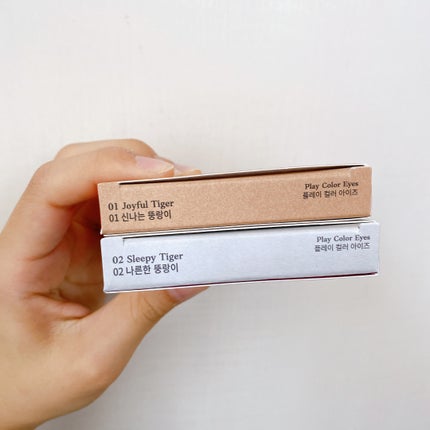 01 Joyful Tiger
01 신나는 뚱랑이
Play Color Eyes
플레이 컬러 아이즈
02 Sleepy Tiger
02 나른한 뚱랑이
Play Color Eyes
플레이 컬러 아이즈